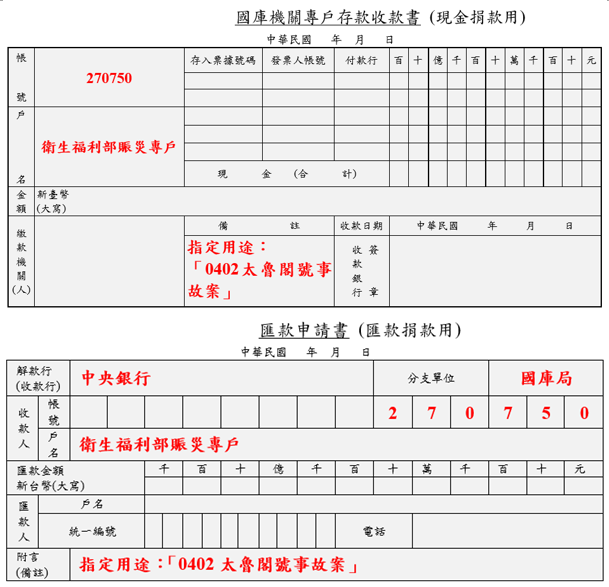 國庫機關專戶存款收款書 (現金捐款用)
中華民國 年 月 日
帳號
270750
存入票據號碼 發票人帳號 付款行 百 十 億 千 百 十 萬 千 百 十 元
戶名
衛生福利部賑災專戶
現 金 (合 計)
金額
新臺幣
(大寫)
繳款機關(人)
備 註
指定用途：
「0402太魯閣號事
故案」
收款日期 中華民國 年 月 日
收款銀行
簽章
匯款申請書 (匯款捐款用)
中華民國 年 月 日
解款行
(收款行)
中央銀行 分支單位 國庫局
收款人
帳號
2 7 0 7 5 0
戶名
衛生福利部賑災專戶
匯款金額
新台幣(大寫)
千 百 十 億 千 百 十 萬 千 百 十 元
匯款人
戶名
統一編號 電話
附言
(備註)
指定用途：「0402 太魯閣號事故案」